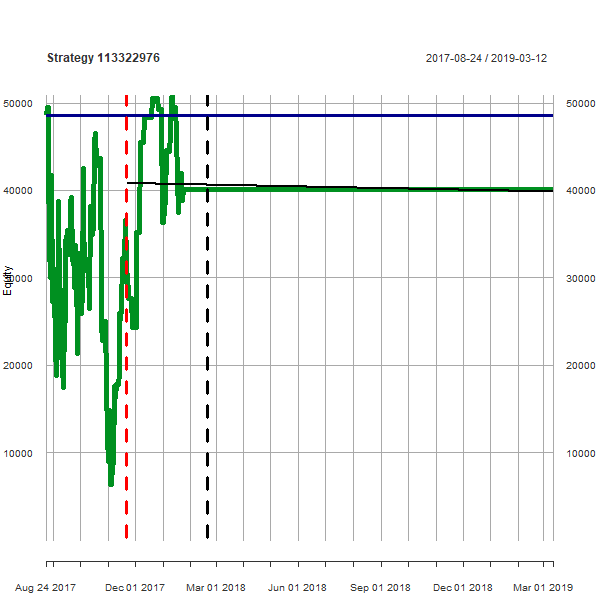 Strategy 113322976
2017-08-24 / 2019-03-12
50000
50000
40000
40000
30000
30000
20000
20000
10000
10000
Equity
Aug 24 2017
Dec 01 2017
Mar 01 2018
Jun 01 2018
Sep 01 2018
Dec 01 2018
Mar 01 2019